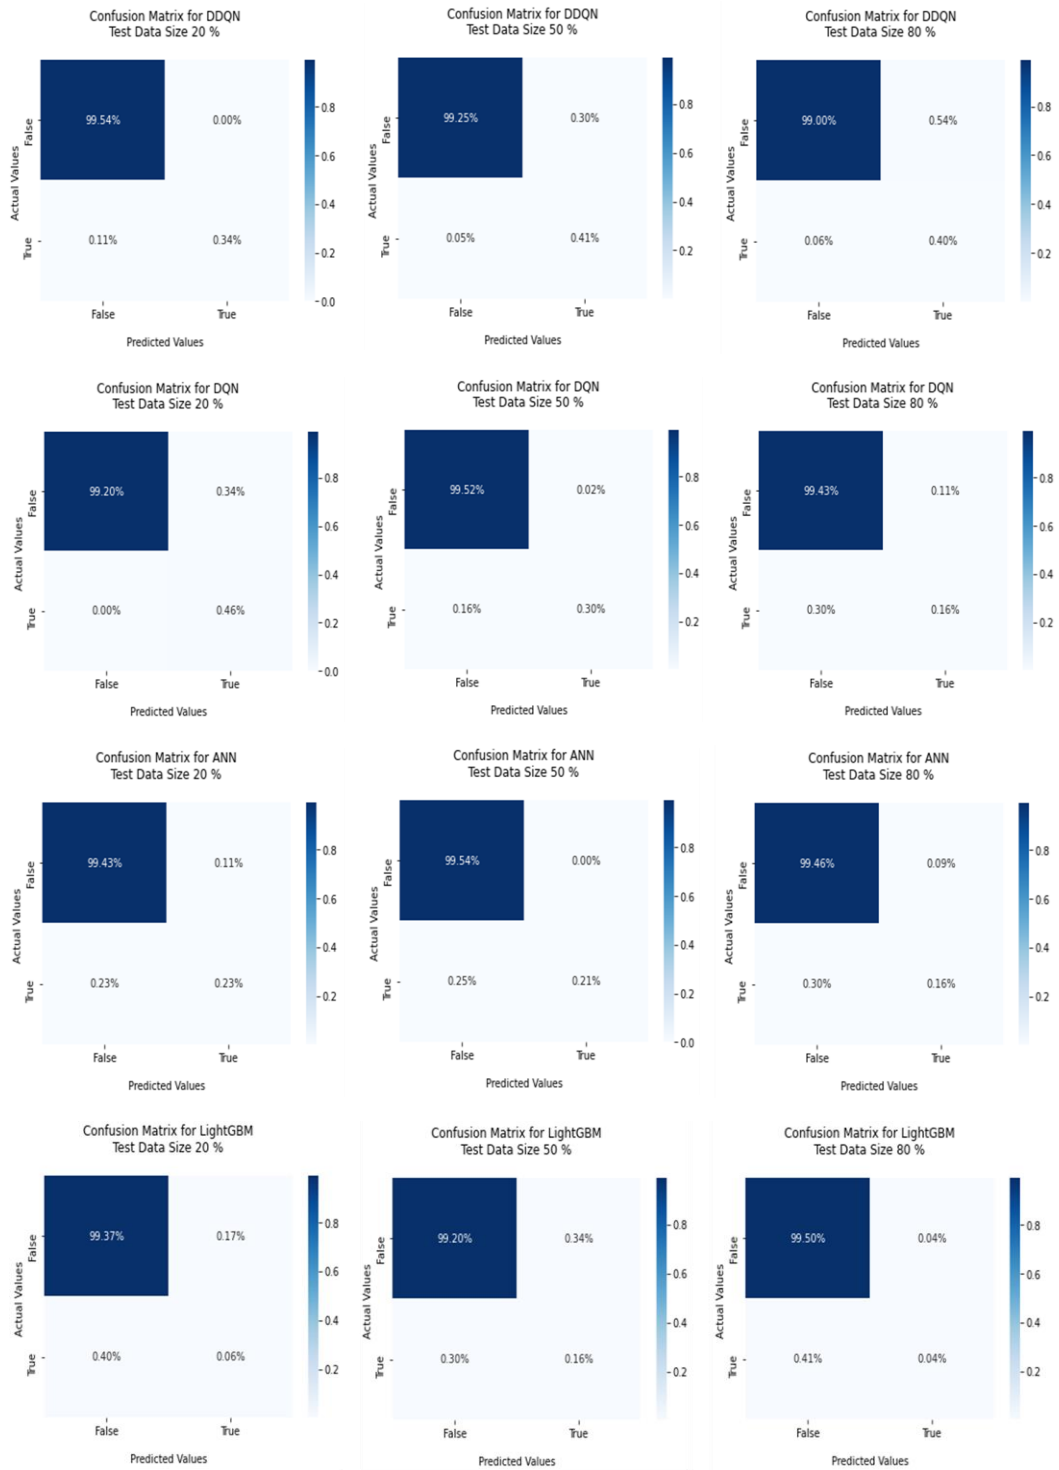 Confusion Matrix for DDQN
Test Data Size 20 %
Actual Values
False
True
99.54%
0.00%
0.11%
0.34%
0.8
0.6
0.4
0.2
0.0
False
True
Predicted Values
Confusion Matrix for DDQN
Test Data Size 50 %
Actual Values
False
True
99.25%
0.30%
0.05%
0.41%
0.8
0.6
0.4
0.2
False
True
Predicted Values
Confusion Matrix for DDQN
Test Data Size 80 %
Actual Values
False
True
99.00%
0.54%
0.06%
0.40%
0.8
0.6
0.4
0.2
False
True
Predicted Values
Confusion Matrix for DQN
Test Data Size 20 %
Actual Values
False
True
99.20%
0.34%
0.00%
0.46%
0.8
0.6
0.4
0.2
0.0
False
True
Predicted Values
Confusion Matrix for DQN
Test Data Size 50 %
Actual Values
False
True
99.52%
0.02%
0.16%
0.30%
0.8
0.6
0.4
0.2
False
True
Predicted Values
Confusion Matrix for DQN
Test Data Size 80 %
Actual Values
False
True
99.43%
0.11%
0.30%
0.16%
0.8
0.6
0.4
0.2
False
True
Predicted Values
Confusion Matrix for ANN
Test Data Size 20 %
Actual Values
False
True
99.43%
0.11%
0.23%
0.23%
0.8
0.6
0.4
0.2
False
True
Predicted Values
Confusion Matrix for ANN
Test Data Size 50 %
Actual Values
False
True
99.54%
0.00%
0.25%
0.21%
0.8
0.6
0.4
0.2
0.0
False
True
Predicted Values
Confusion Matrix for ANN
Test Data Size 80 %
Actual Values
False
True
99.46%
0.09%
0.30%
0.16%
0.8
0.6
0.4
0.2
False
True
Predicted Values
Confusion Matrix for LightGBM
Test Data Size 20 %
Actual Values
False
True
99.37%
0.17%
0.40%
0.06%
0.8
0.6
0.4
0.2
False
True
Predicted Values
Confusion Matrix for LightGBM
Test Data Size 50 %
Actual Values
False
True
99.20%
0.34%
0.30%
0.16%
0.8
0.6
0.4
0.2
False
True
Predicted Values
Confusion Matrix for LightGBM
Test Data Size 80 %
Actual Values
False
True
99.50%
0.04%
0.41%
0.04%
0.8
0.6
0.4
0.2
False
True
Predicted Values